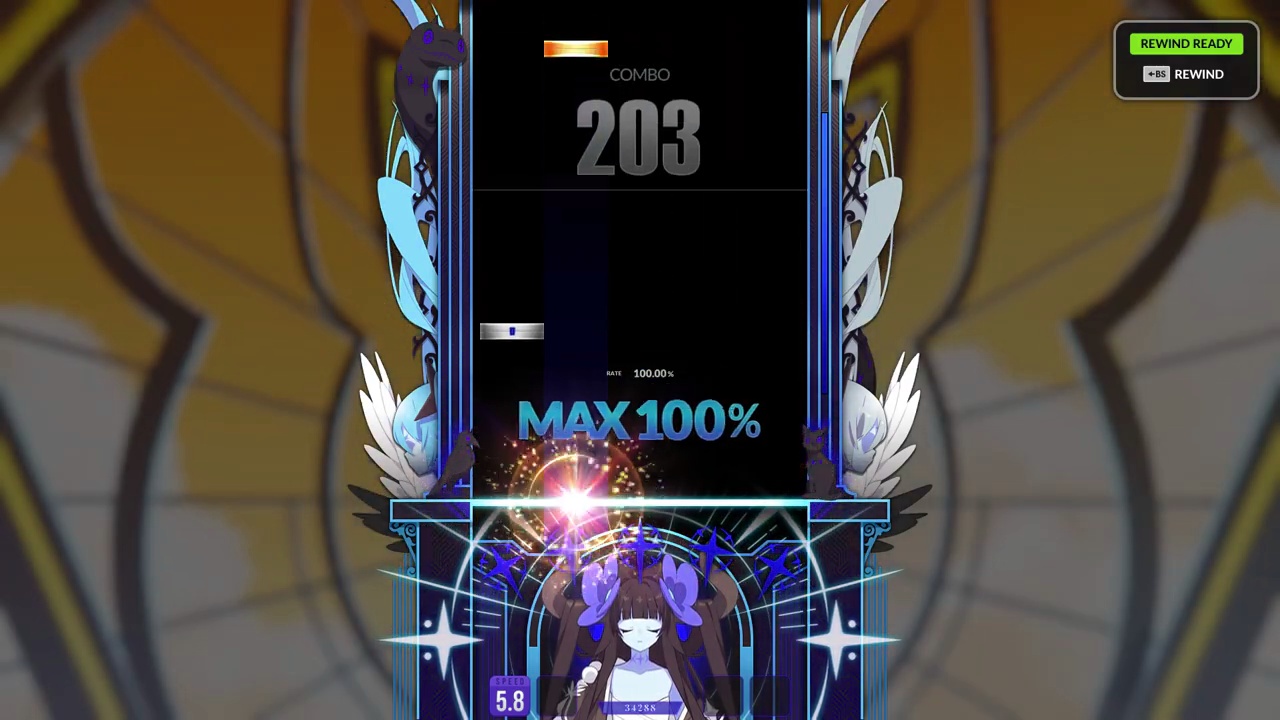 REWIND READY
←BS REWIND
COMBO
203
RATE 100.00%
MAX 100%
SPEED
5.8
34288